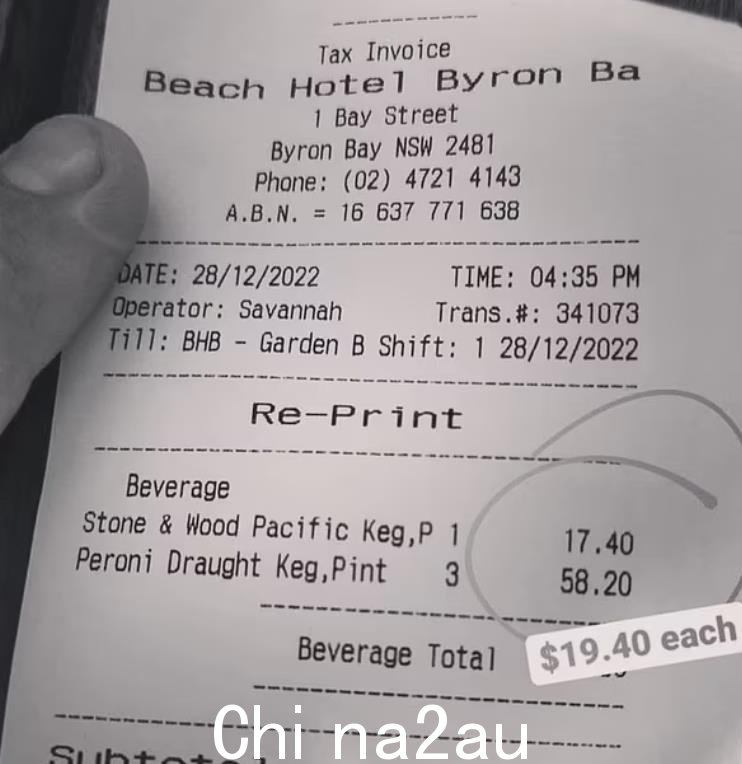 Tax Invoice
Beach Hotel Byron Ba
1 Bay Street
Byron Bay NSW 2481
Phone: (02) 4721 4143
A.B.N. = 16 637 771 638
DATE: 28/12/2022 TIME: 04:35 PM
Operator: Savannah Trans.#: 341073
Till: BHB - Garden B Shift: 1 28/12/2022
Re-Print
Beverage
Stone & Wood Pacific Keg,P 1 17.40
Peroni Draught Keg,Pint 3 58.20
$19.40 each
Beverage Total
Subtotal
Chi na2au